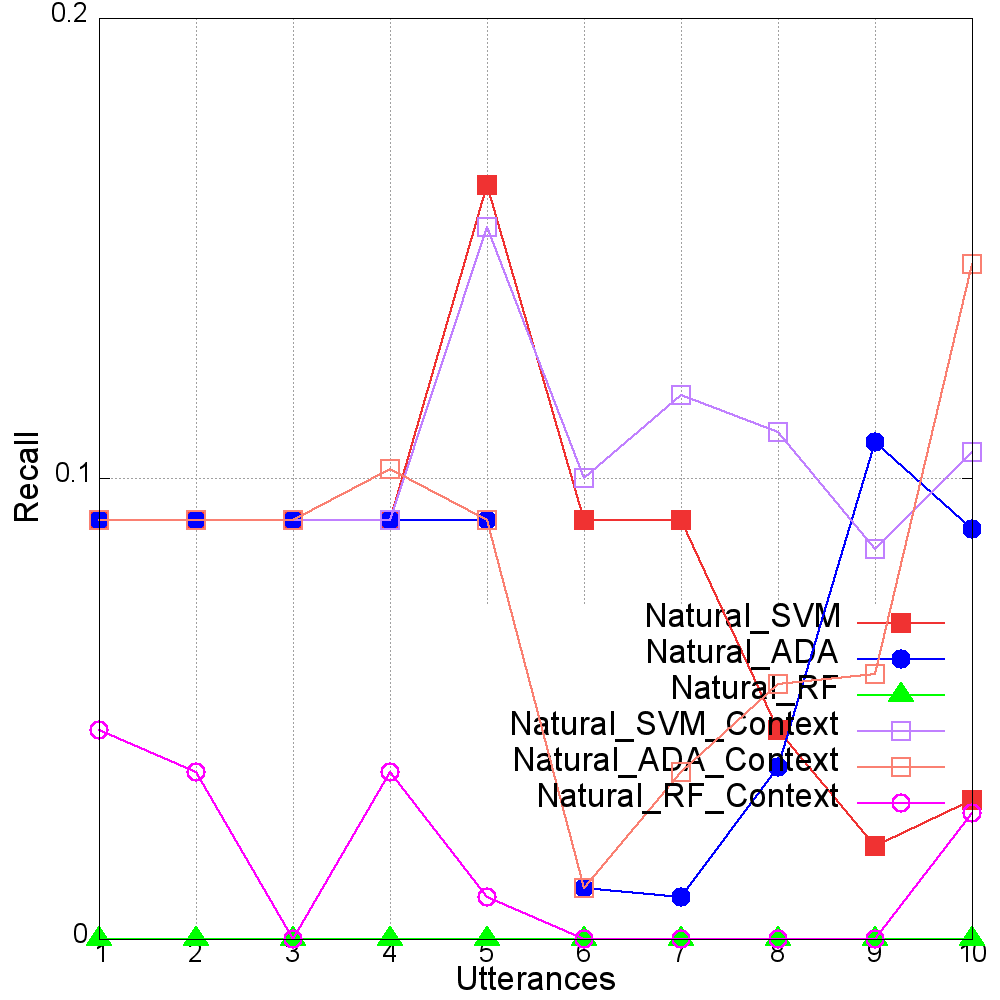 0.2
0.1
0
Recall
Natural_SVM
Natural_ADA
Natural_RF
Natural_SVM_Context
Natural_ADA_Context
Natural_RF_Context
1 2 3 4 5 6 7 8 9 10
Utterances